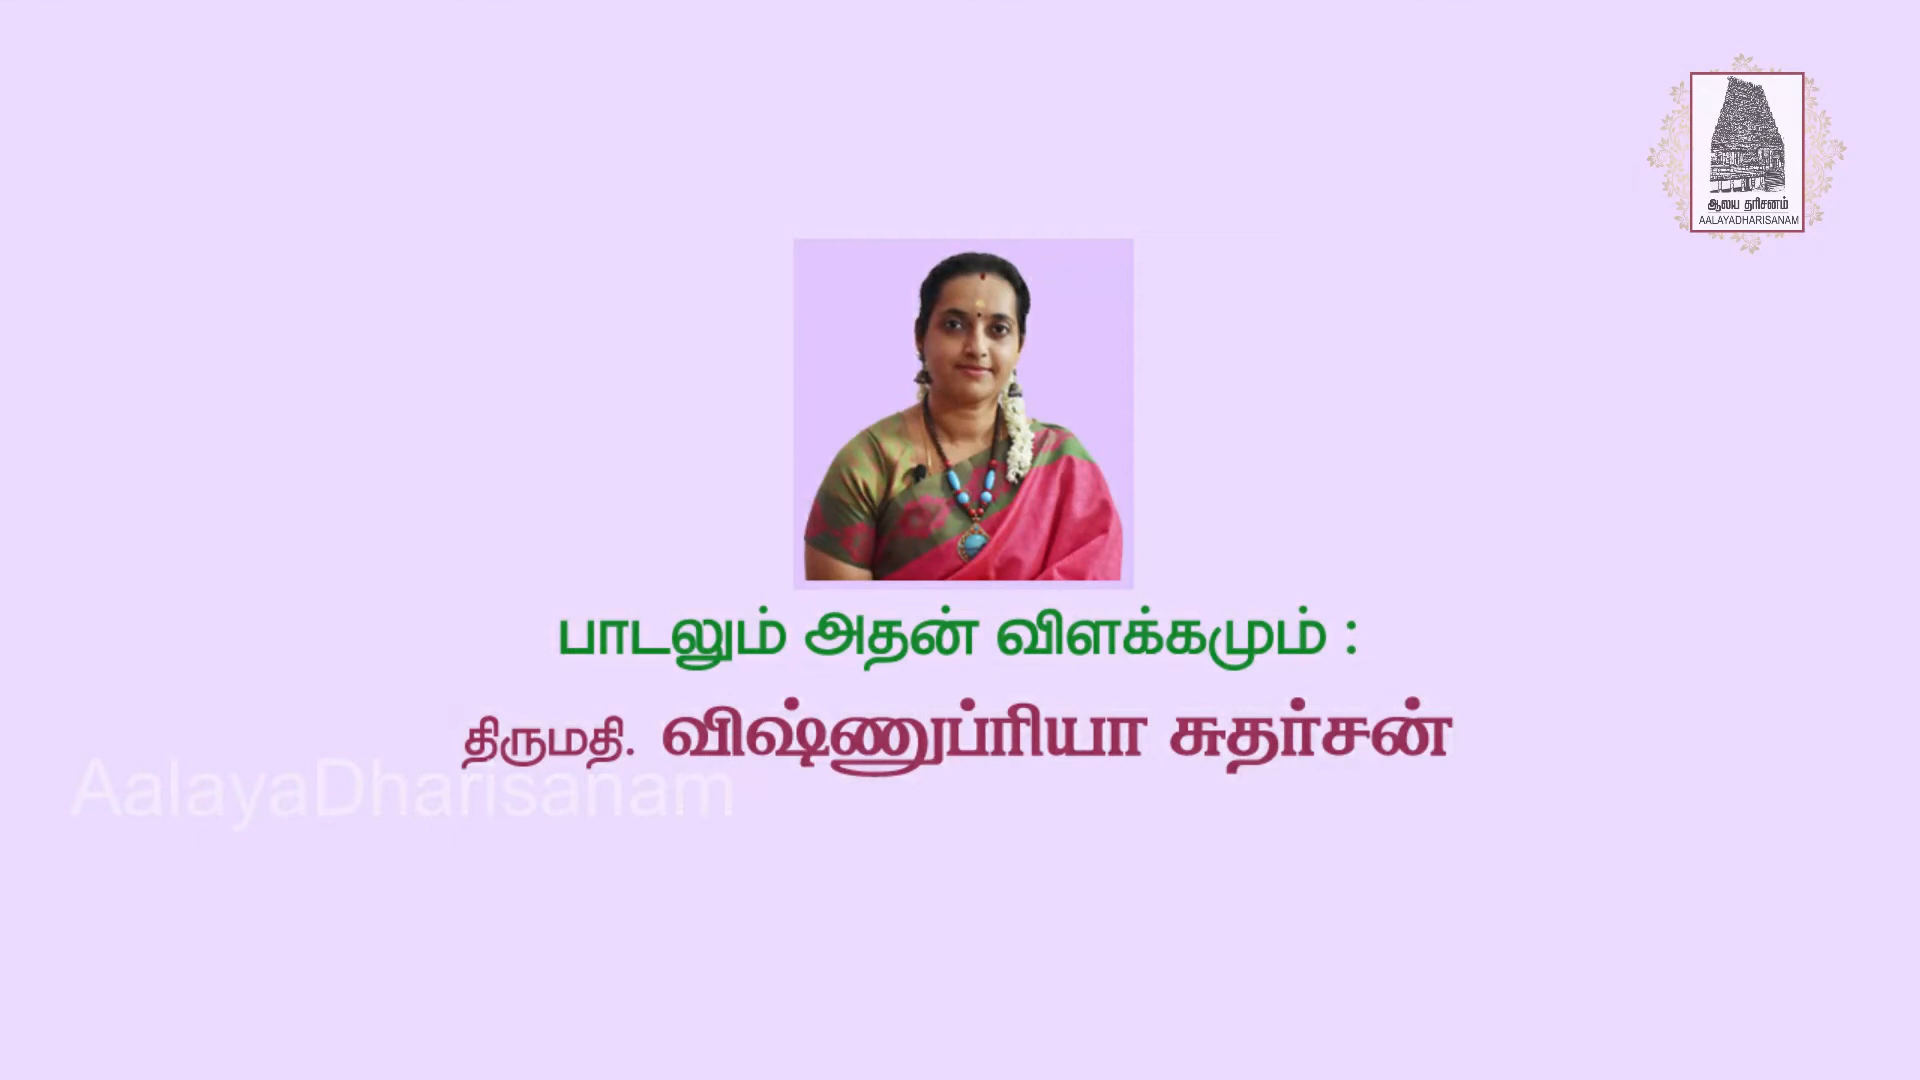 ஆலய தரிசனம்
AALAYADHARISANAM
பாடலும் அதன் விளக்கமும் :
திருமதி. விஷ்ணுப்ரியா சுதர்சன்
AalayaDharisanam